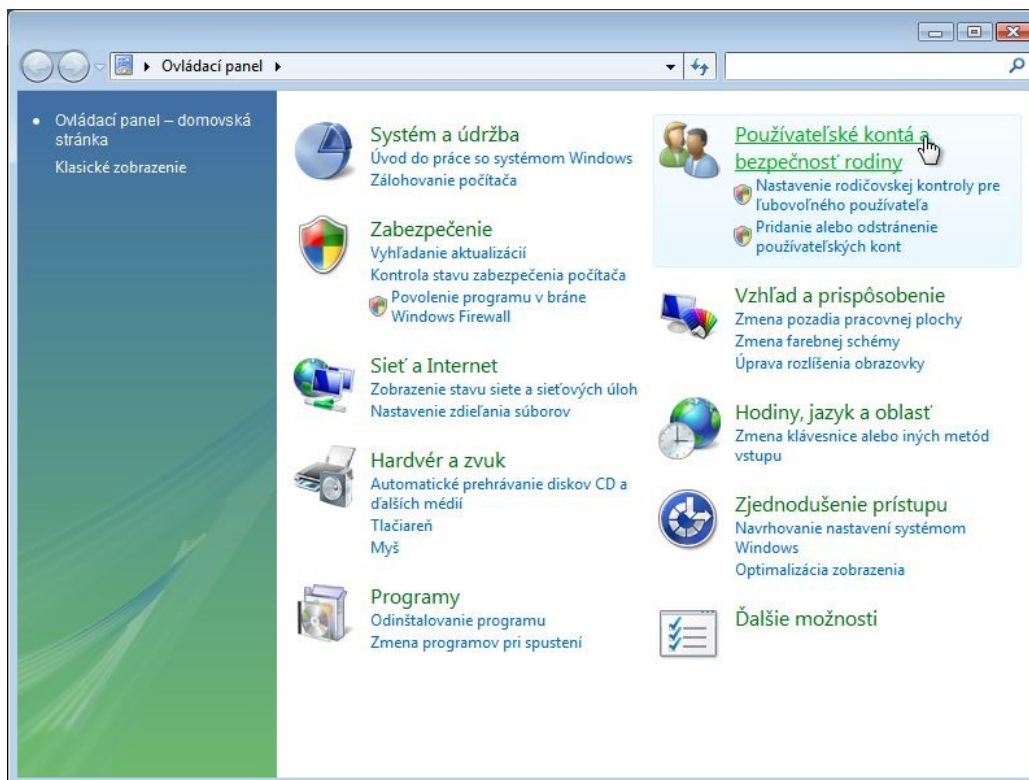 Ovládací panel
Ovládací panel – domovská
stránka
Klasické zobrazenie
Systém a údržba
Úvod do práce so systémom Windows
Zálohovanie počítača
Zabezpečenie
Vyhľadanie aktualizácií
Kontrola stavu zabezpečenia počítača
Povolenie programu v bráne
Windows Firewall
Sieť a Internet
Zobrazenie stavu siete a sieťových úloh
Nastavenie zdieľania súborov
Hardvér a zvuk
Automatické prehrávanie diskov CD a
ďalších médií
Tlačiareň
Myš
Programy
Odinštalovanie programu
Zmena programov pri spustení
Používateľské kontá a
bezpečnosť rodiny
Nastavenie rodičovskej kontroly pre
ľubovoľného používateľa
Pridanie alebo odstránenie
používateľských kont
Vzhľad a prispôsobenie
Zmena pozadia pracovnej plochy
Zmena farebnej schémy
Úprava rozlíšenia obrazovky
Hodiny, jazyk a oblasť
Zmena klávesnice alebo iných metód
vstupu
Zjednodušenie prístupu
Navrhovanie nastavení systémom
Windows
Optimalizácia zobrazenia
Ďalšie možnosti